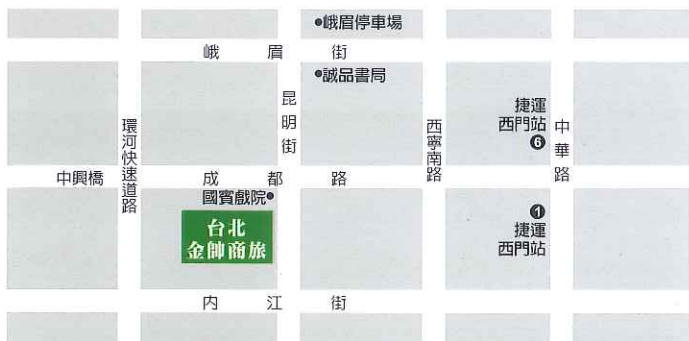 峨眉停車場
峨眉街
誠品書局
昆明街
環河快速道路
西寧南路
捷運
西門站
6
中華路
中興橋
成都路
國賓戲院
台北
金帥商旅
1
捷運
西門站
内江街